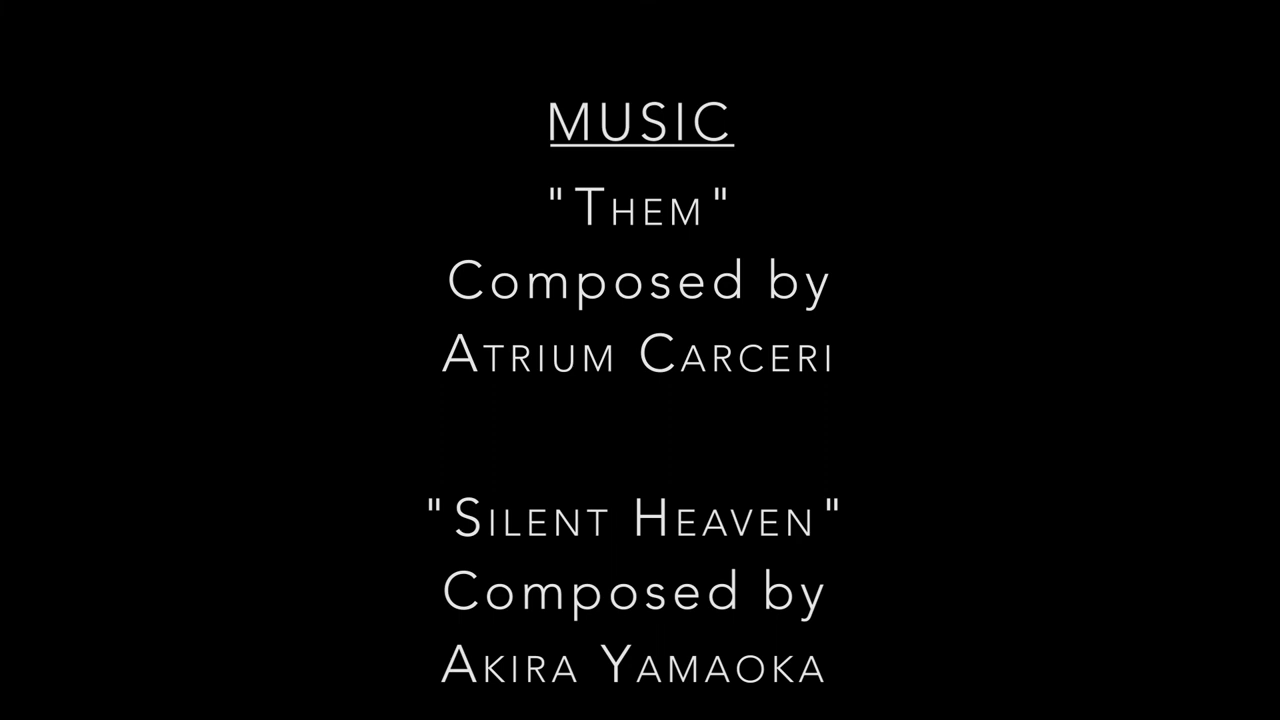 MUSIC
"Them"
Composed by
Atrium Carceri
"Silent Heaven"
Composed by
Akira Yamaoka